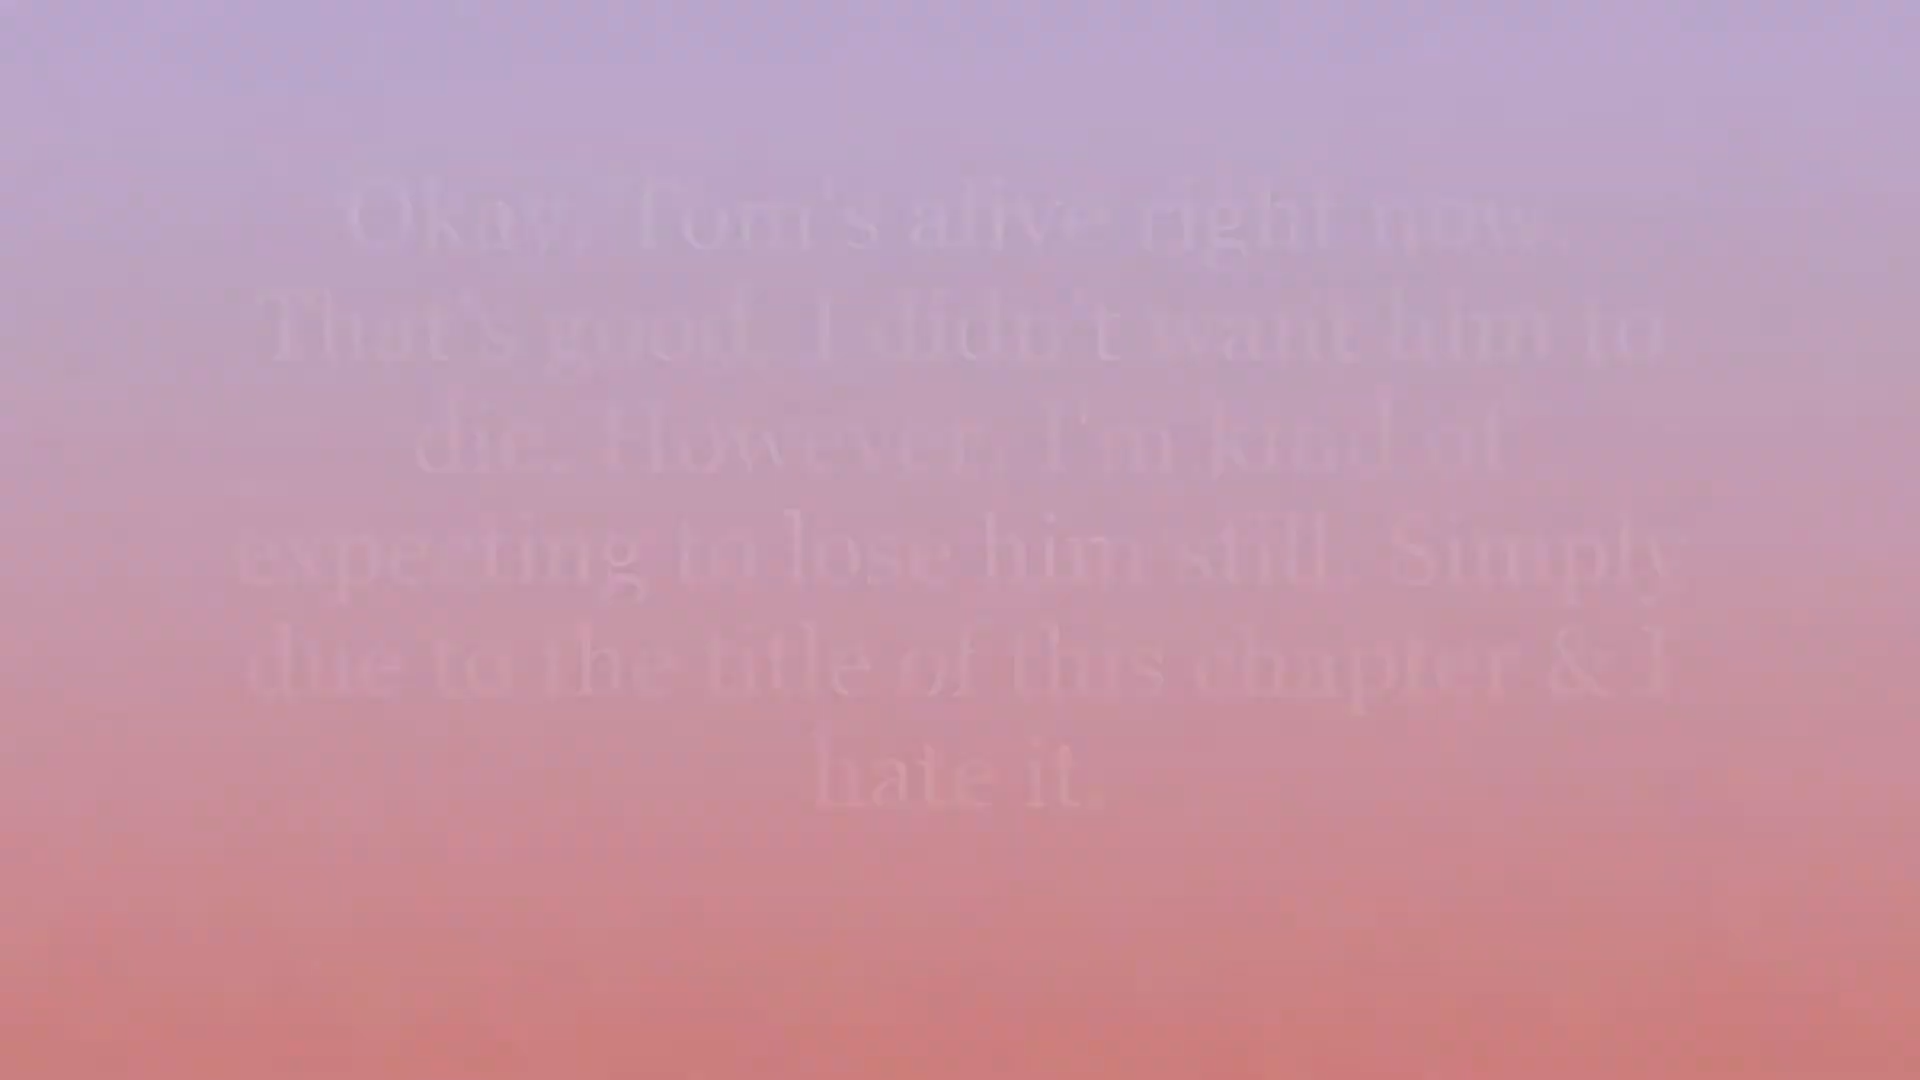 Okay. Tom's alive right now.
That's good. I didn't want him to
die. However, I'm kind of
expecting to lose him still. Simply
due to the title of this chapter & I
hate it.